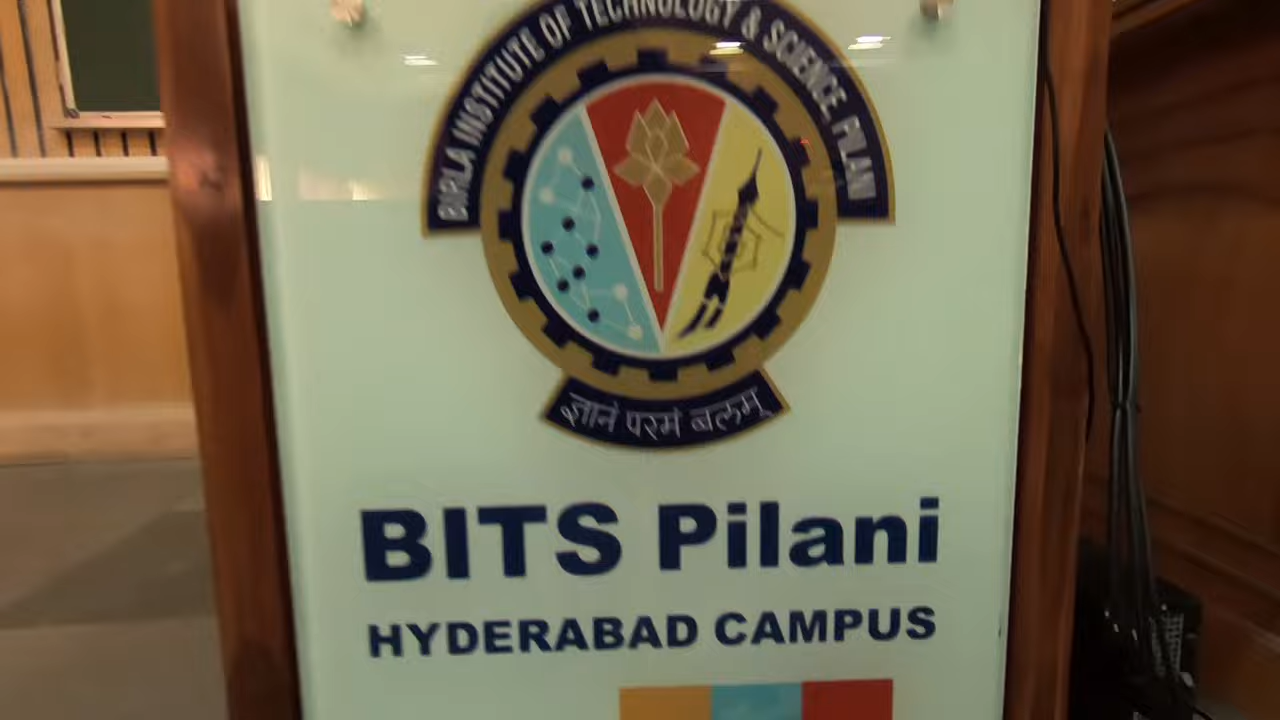 BIRLA INSTITUTE OF TECHNOLOGY & SCIENCE, PILANI
ज्ञानं परमं बलम्
BITS Pilani
HYDERABAD CAMPUS